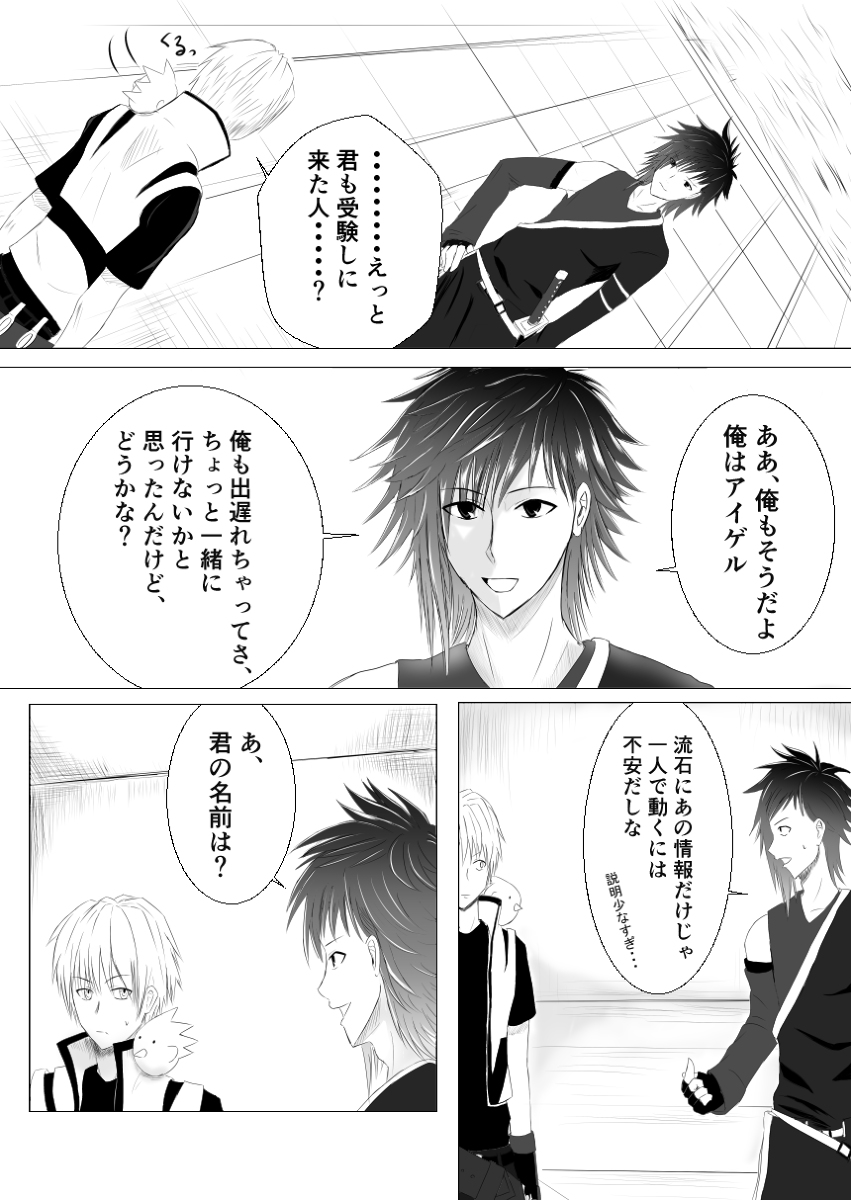 くるっ
・・・・・・・・・えっと
君も受験しに
来た人・・・・・？
ああ、俺もそうだよ
俺はアイゲル
俺も出遅れちゃってさ、
ちょっと一緒に
行けないかと
思ったんだけど、
どうかな？
流石にあの情報だけじゃ
一人で動くには
不安だしな
説明少なすぎ・・・
あ、
君の名前は？